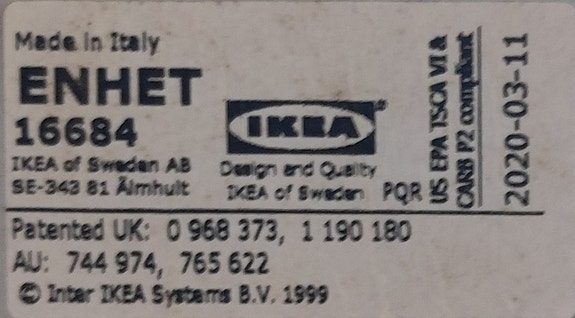 Made in Italy
ENHET
16684
IKEA of Sweden AB
SE-343 81 Älmhult
IKEA®
Design and Quality
IKEA of Sweden
PQR
US EPA TSCA VI &
CARB P2 compliant
2020-03-11
Patented UK: 0 968 373, 1 190 180
AU: 744 974, 765 622
© Inter IKEA Systems B.V. 1999